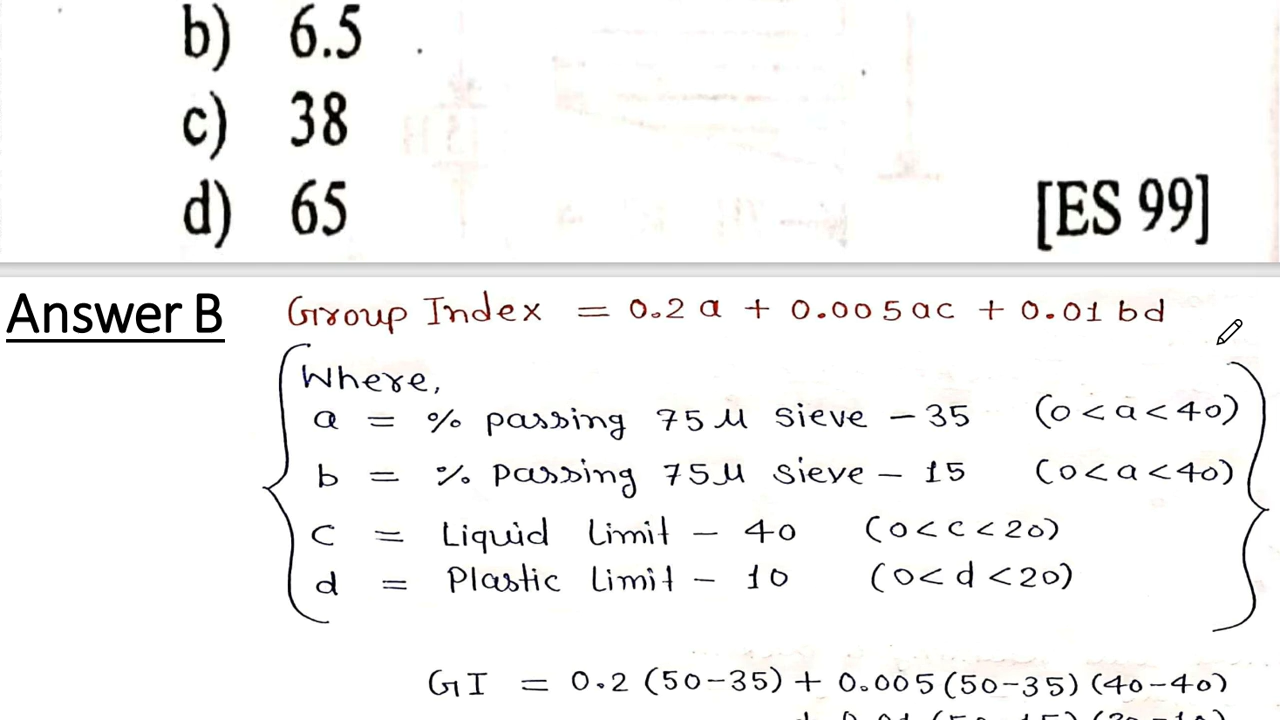 b) 6.5
c) 38
d) 65 [ES 99]
Answer B Group Index = 0.2 a + 0.005 ac + 0.01 bd
Where,
a = % passing 75 µ sieve - 35 (0 < a < 40)
b = % passing 75 µ sieve - 15 (0 < a < 40)
c = Liquid limit - 40 (0 < c < 20)
d = Plastic limit - 10 (0 < d < 20)
GI = 0.2 (50-35) + 0.005 (50-35) (40-40)